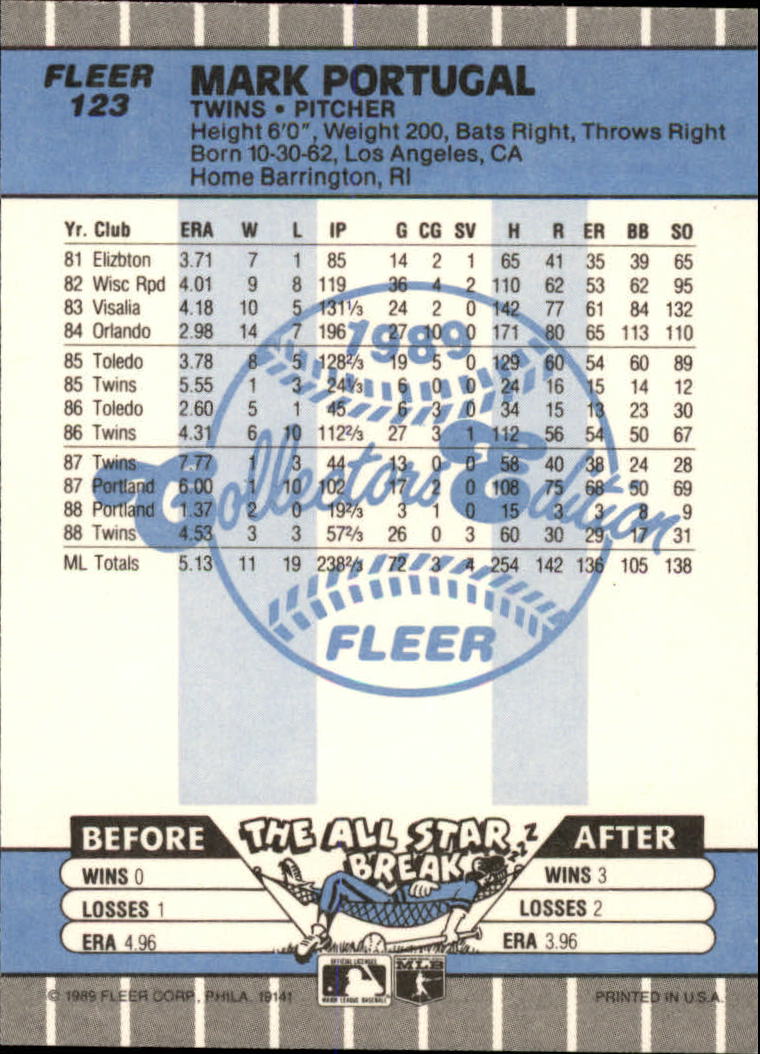 FLEER
123
MARK PORTUGAL
TWINS • PITCHER
Height 6'0", Weight 200, Bats Right, Throws Right
Born 10-30-62, Los Angeles, CA
Home Barrington, RI
Yr. Club ERA W L IP G CG SV H R ER BB SO
81 Elizbton 3.71 7 1 85 14 2 1 65 41 35 39 65
82 Wisc Rpd 4.01 9 8 119 36 4 2 110 62 53 62 95
83 Visalia 4.18 10 5 131⅓ 24 2 0 142 77 61 84 132
84 Orlando 2.98 14 7 196 27 10 0 171 80 65 113 110
85 Toledo 3.78 8 5 128⅔ 19 5 0 129 60 54 60 89
85 Twins 5.55 1 3 24⅓ 6 0 0 24 16 15 14 12
86 Toledo 2.60 5 1 45 6 3 0 34 15 13 23 30
86 Twins 4.31 6 10 112⅔ 27 3 1 112 56 54 50 67
87 Twins 7.77 1 3 44 13 0 0 58 40 38 24 28
87 Portland 6.00 1 10 102 17 2 0 108 75 68 50 69
88 Portland 1.37 2 0 19⅔ 3 1 0 15 3 3 8 9
88 Twins 4.53 3 3 57⅔ 26 0 3 60 30 29 17 31
ML Totals 5.13 11 19 238⅔ 72 3 4 254 142 136 105 138
1989
Collectors' Edition
FLEER
BEFORE THE ALL STAR BREAK AFTER
ZZZ
WINS 0 WINS 3
LOSSES 1 LOSSES 2
ERA 4.96 ERA 3.96
OFFICIAL LICENSEE
MAJOR LEAGUE BASEBALL
MLB
© 1989 FLEER CORP., PHILA. 19141 PRINTED IN U.S.A.